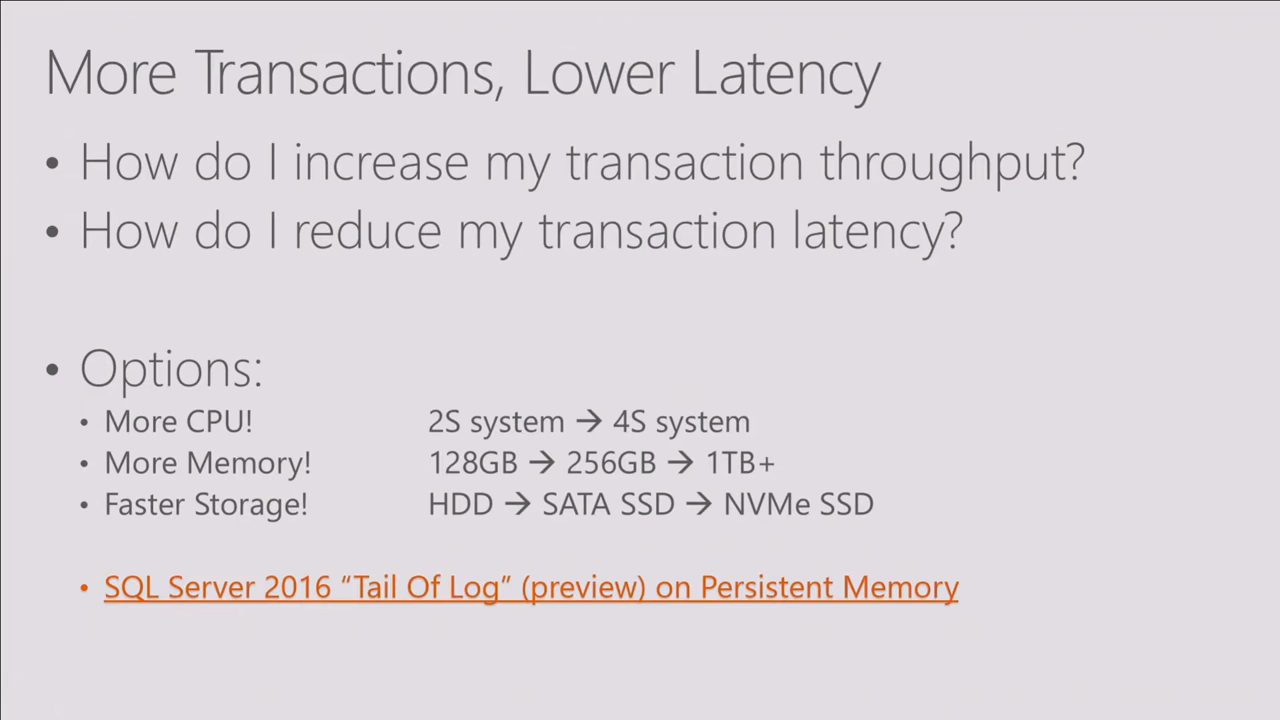 More Transactions, Lower Latency
• How do I increase my transaction throughput?
• How do I reduce my transaction latency?
• Options:
• More CPU! 2S system → 4S system
• More Memory! 128GB → 256GB → 1TB+
• Faster Storage! HDD → SATA SSD → NVMe SSD
• SQL Server 2016 “Tail Of Log” (preview) on Persistent Memory